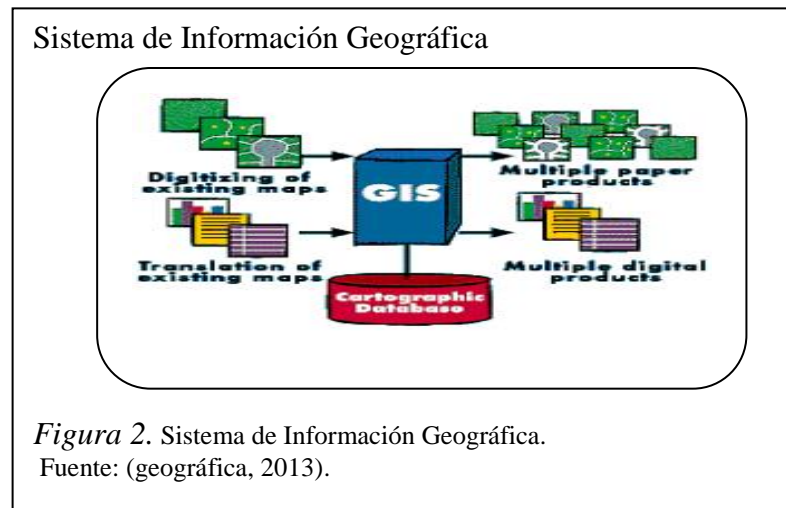 Sistema de Información Geográfica
Digitizing of
existing maps
Multiple paper
products
GIS
Translation of
existing maps
Multiple digital
products
Cartographic
Database
Figura 2. Sistema de Información Geográfica.
Fuente: (geográfica, 2013).